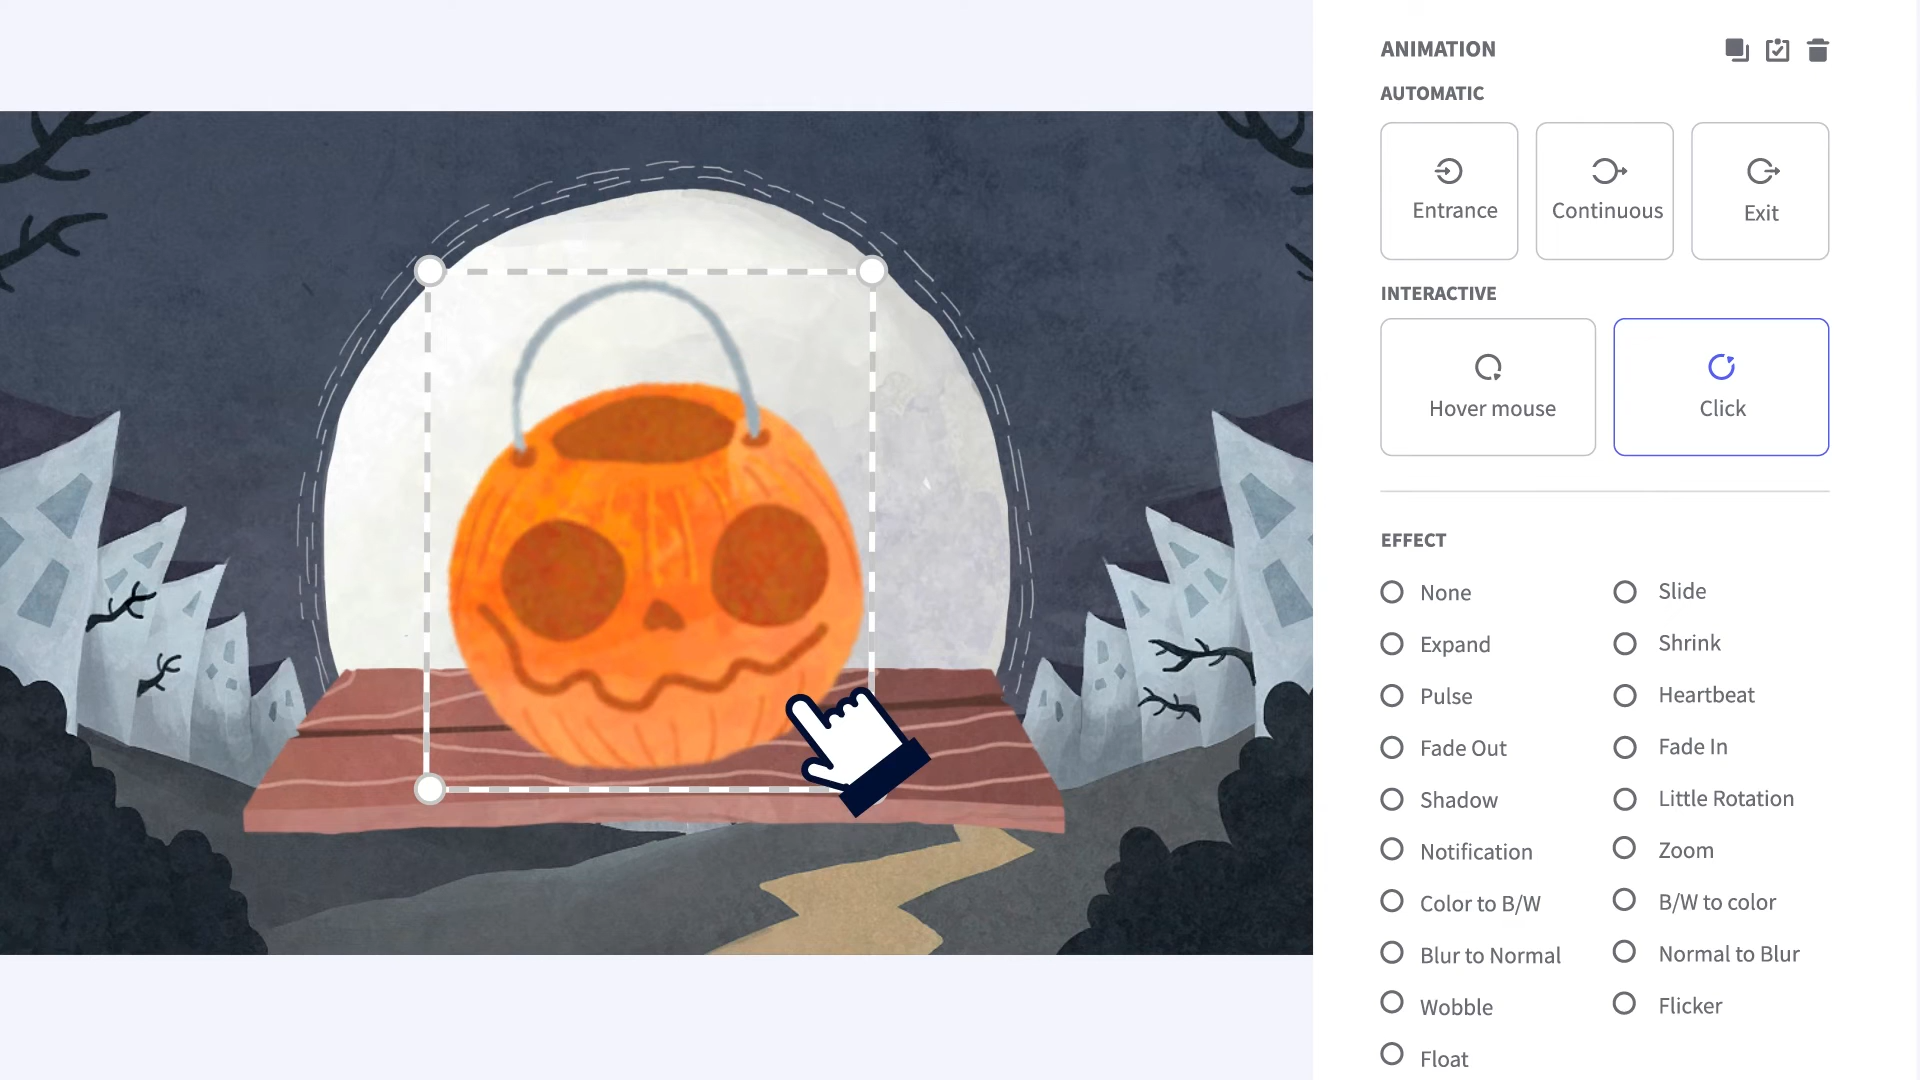 ANIMATION
AUTOMATIC
Entrance
Continuous
Exit
INTERACTIVE
Hover mouse
Click
EFFECT
None
Slide
Expand
Shrink
Pulse
Heartbeat
Fade Out
Fade In
Shadow
Little Rotation
Notification
Zoom
Color to B/W
B/W to color
Blur to Normal
Normal to Blur
Wobble
Flicker
Float